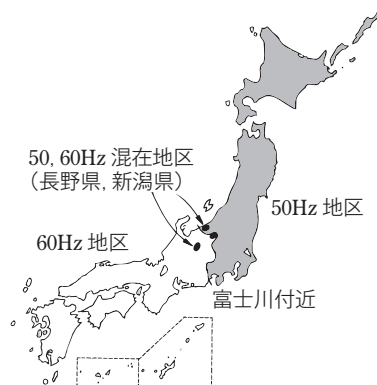 50, 60Hz 混在地区
（長野県, 新潟県）
50Hz 地区
60Hz 地区
富士川付近